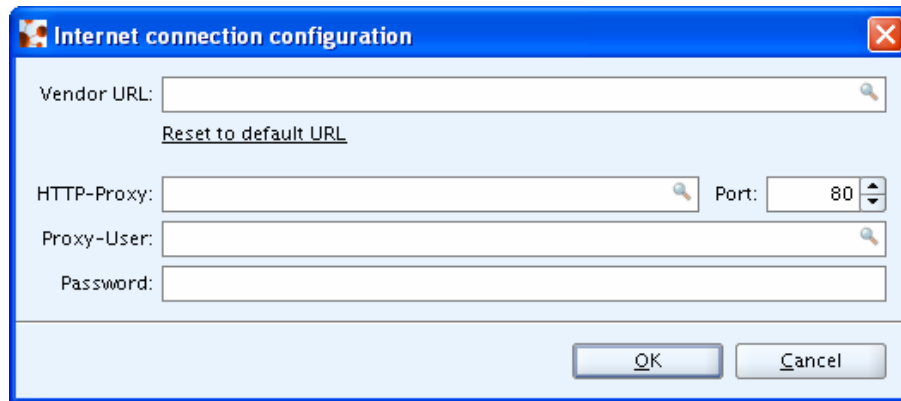 Internet connection configuration
Vendor URL:
Reset to default URL
HTTP-Proxy: Port: 80
Proxy-User:
Password:
OK Cancel